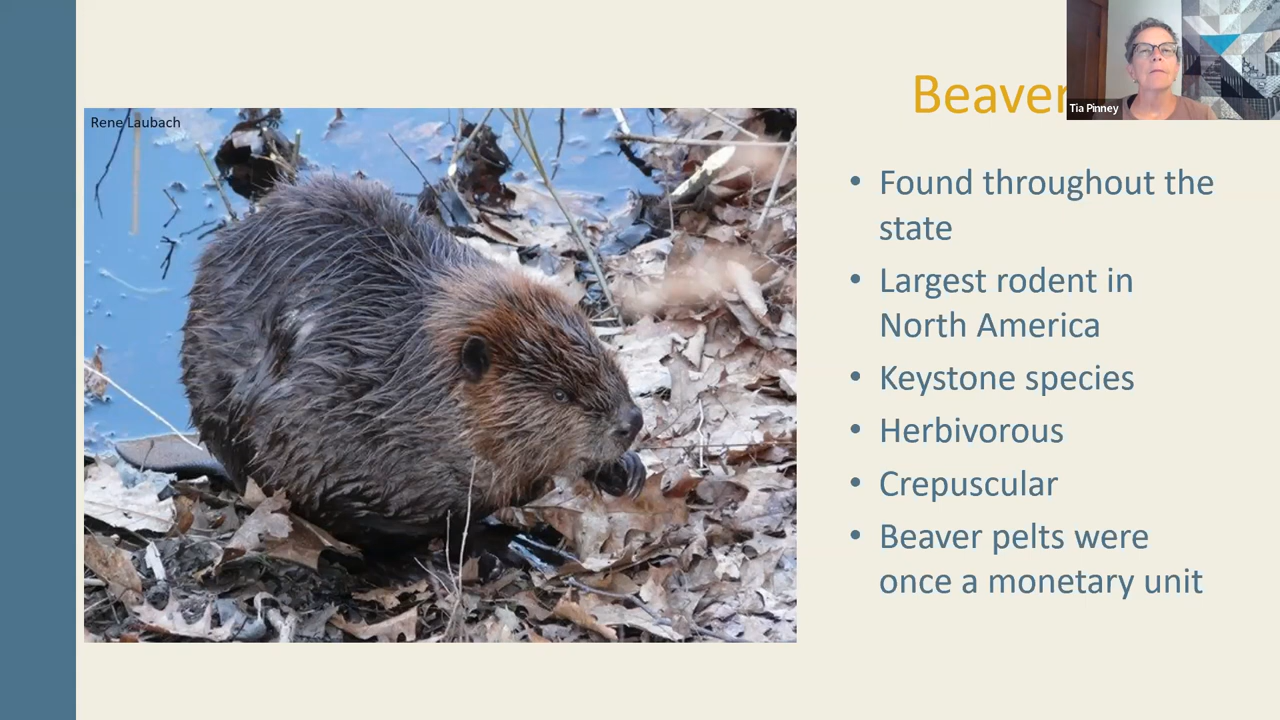 Beaver
Tia Pinney
Rene Laubach
• Found throughout the
state
• Largest rodent in
North America
• Keystone species
• Herbivorous
• Crepuscular
• Beaver pelts were
once a monetary unit